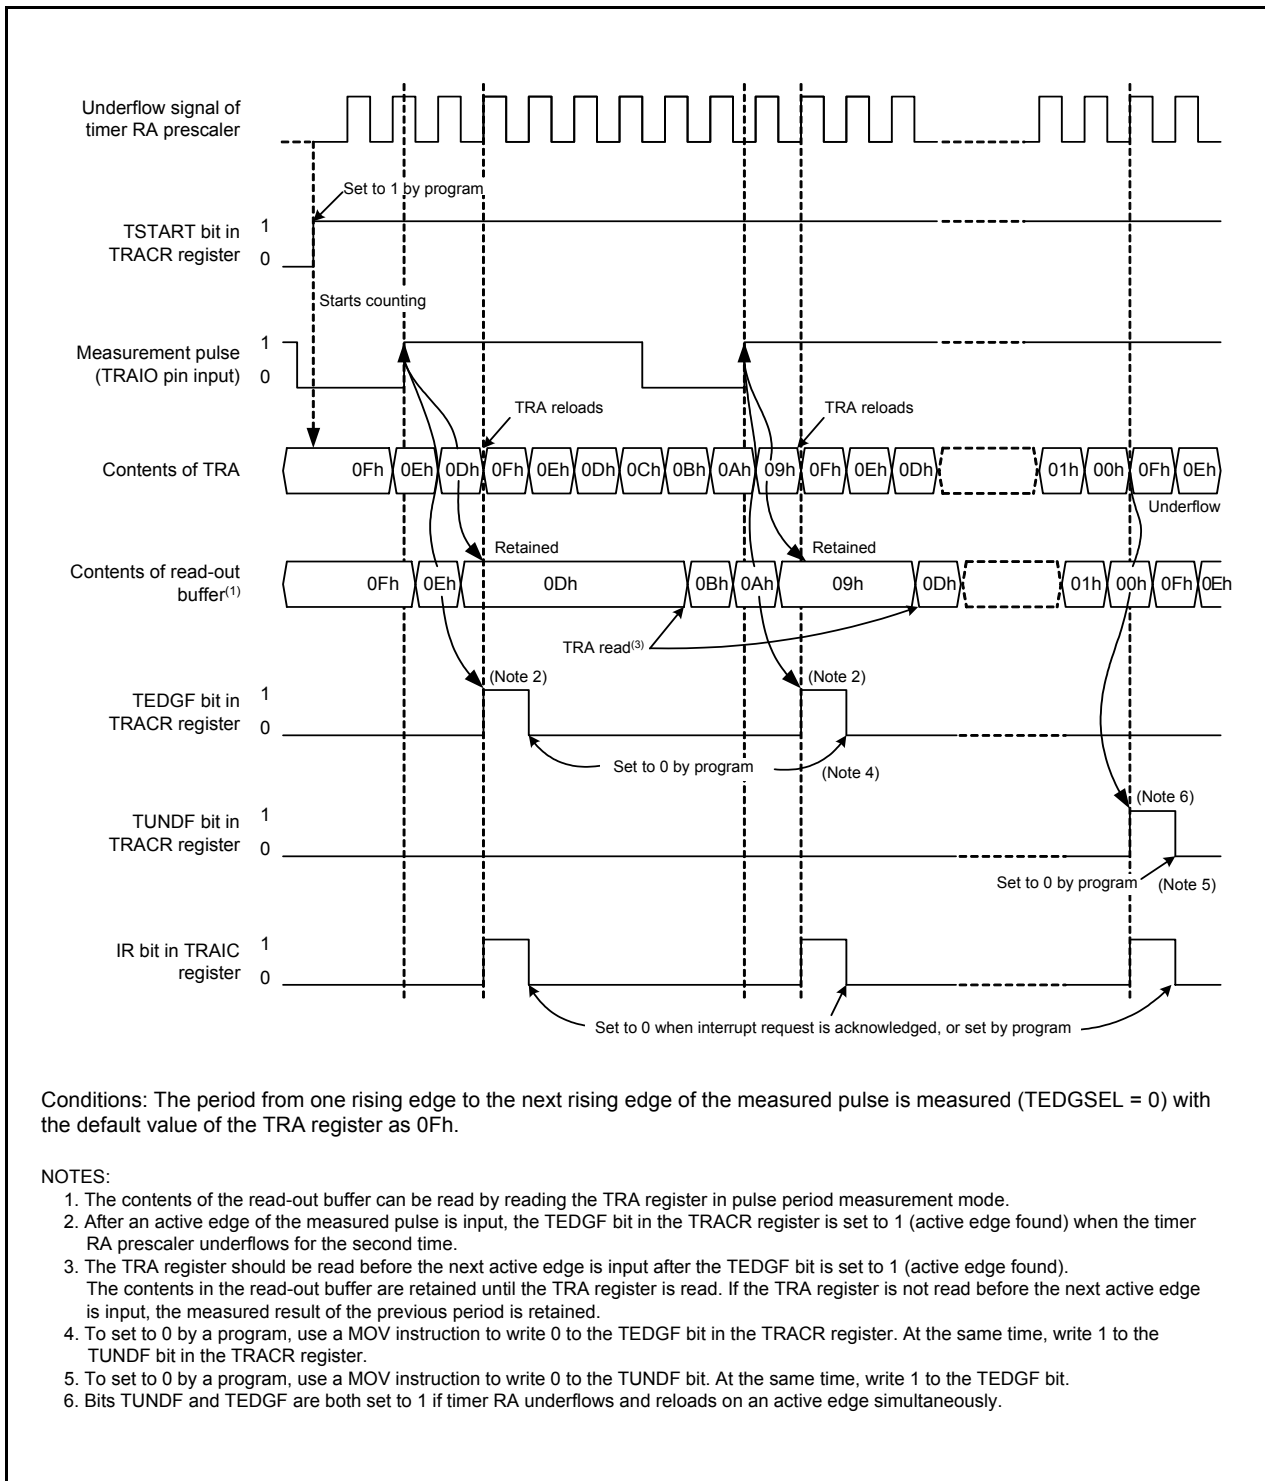 Underflow signal of
timer RA prescaler
Set to 1 by program
TSTART bit in
TRACR register
1
0
Starts counting
Measurement pulse
(TRAIO pin input)
1
0
TRA reloads
TRA reloads
Contents of TRA
0Fh 0Eh 0Dh 0Fh 0Eh 0Dh 0Ch 0Bh 0Ah 09h 0Fh 0Eh 0Dh 01h 00h 0Fh 0Eh
Underflow
Retained
Retained
Contents of read-out
buffer(1)
0Fh 0Eh 0Dh 0Bh 0Ah 09h 0Dh 01h 00h 0Fh 0Eh
TRA read(3)
(Note 2)
(Note 2)
TEDGF bit in
TRACR register
1
0
Set to 0 by program
(Note 4)
(Note 6)
TUNDF bit in
TRACR register
1
0
Set to 0 by program
(Note 5)
IR bit in TRAIC
register
1
0
Set to 0 when interrupt request is acknowledged, or set by program
Conditions: The period from one rising edge to the next rising edge of the measured pulse is measured (TEDGSEL = 0) with
the default value of the TRA register as 0Fh.
NOTES:
1. The contents of the read-out buffer can be read by reading the TRA register in pulse period measurement mode.
2. After an active edge of the measured pulse is input, the TEDGF bit in the TRACR register is set to 1 (active edge found) when the timer
RA prescaler underflows for the second time.
3. The TRA register should be read before the next active edge is input after the TEDGF bit is set to 1 (active edge found).
The contents in the read-out buffer are retained until the TRA register is read. If the TRA register is not read before the next active edge
is input, the measured result of the previous period is retained.
4. To set to 0 by a program, use a MOV instruction to write 0 to the TEDGF bit in the TRACR register. At the same time, write 1 to the
TUNDF bit in the TRACR register.
5. To set to 0 by a program, use a MOV instruction to write 0 to the TUNDF bit. At the same time, write 1 to the TEDGF bit.
6. Bits TUNDF and TEDGF are both set to 1 if timer RA underflows and reloads on an active edge simultaneously.